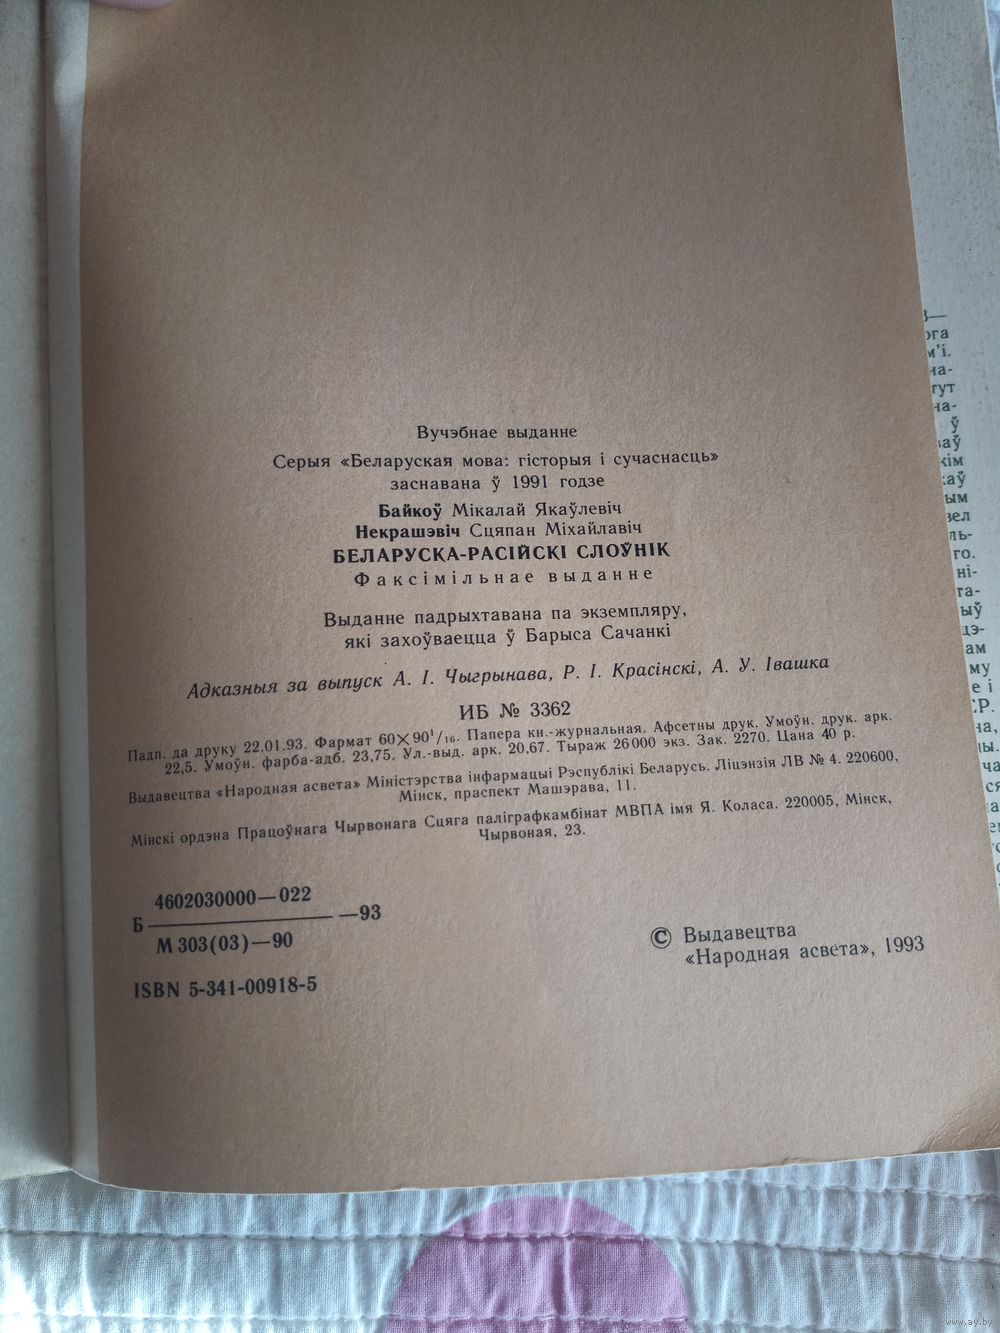 Вучэбнае выданне
Серыя «Беларуская мова: гісторыя і сучаснасць»
заснавана ў 1991 годзе
Байкоў Мікалай Якаўлевіч
Некрашэвіч Сцяпан Міхайлавіч
БЕЛАРУСКА-РАСІЙСКІ СЛОЎНІК
Факсімільнае выданне
Выданне падрыхтавана па экземпляру,
які захоўваецца ў Барыса Сачанкі
Адказныя за выпуск А. І. Чыгрынава, Р. І. Красінскі, А. У. Івашка
ИБ № 3362
Падп. да друку 22.01.93. Фармат 60×90¹/₁₆. Папера кн.-журнальная. Афсетны друк. Умоўн. друк. арк.
22,5. Умоўн. фарба-адб. 23,75. Ул.-выд. арк. 20,67. Тыраж 26 000 экз. Зак. 2270. Цана 40 р.
Выдавецтва «Народная асвета» Міністэрства інфармацыі Рэспублікі Беларусь. Ліцэнзія ЛВ № 4. 220600,
Мінск, праспект Машэрава, 11.
Мінскі ордэна Працоўнага Чырвонага Сцяга паліграфкамбінат МВПА імя Я. Коласа. 220005, Мінск,
Чырвоная, 23.
4602030000—022
Б —93
М 303(03)—90
ISBN 5-341-00918-5
© Выдавецтва
«Народная асвета», 1993
www.ay.by